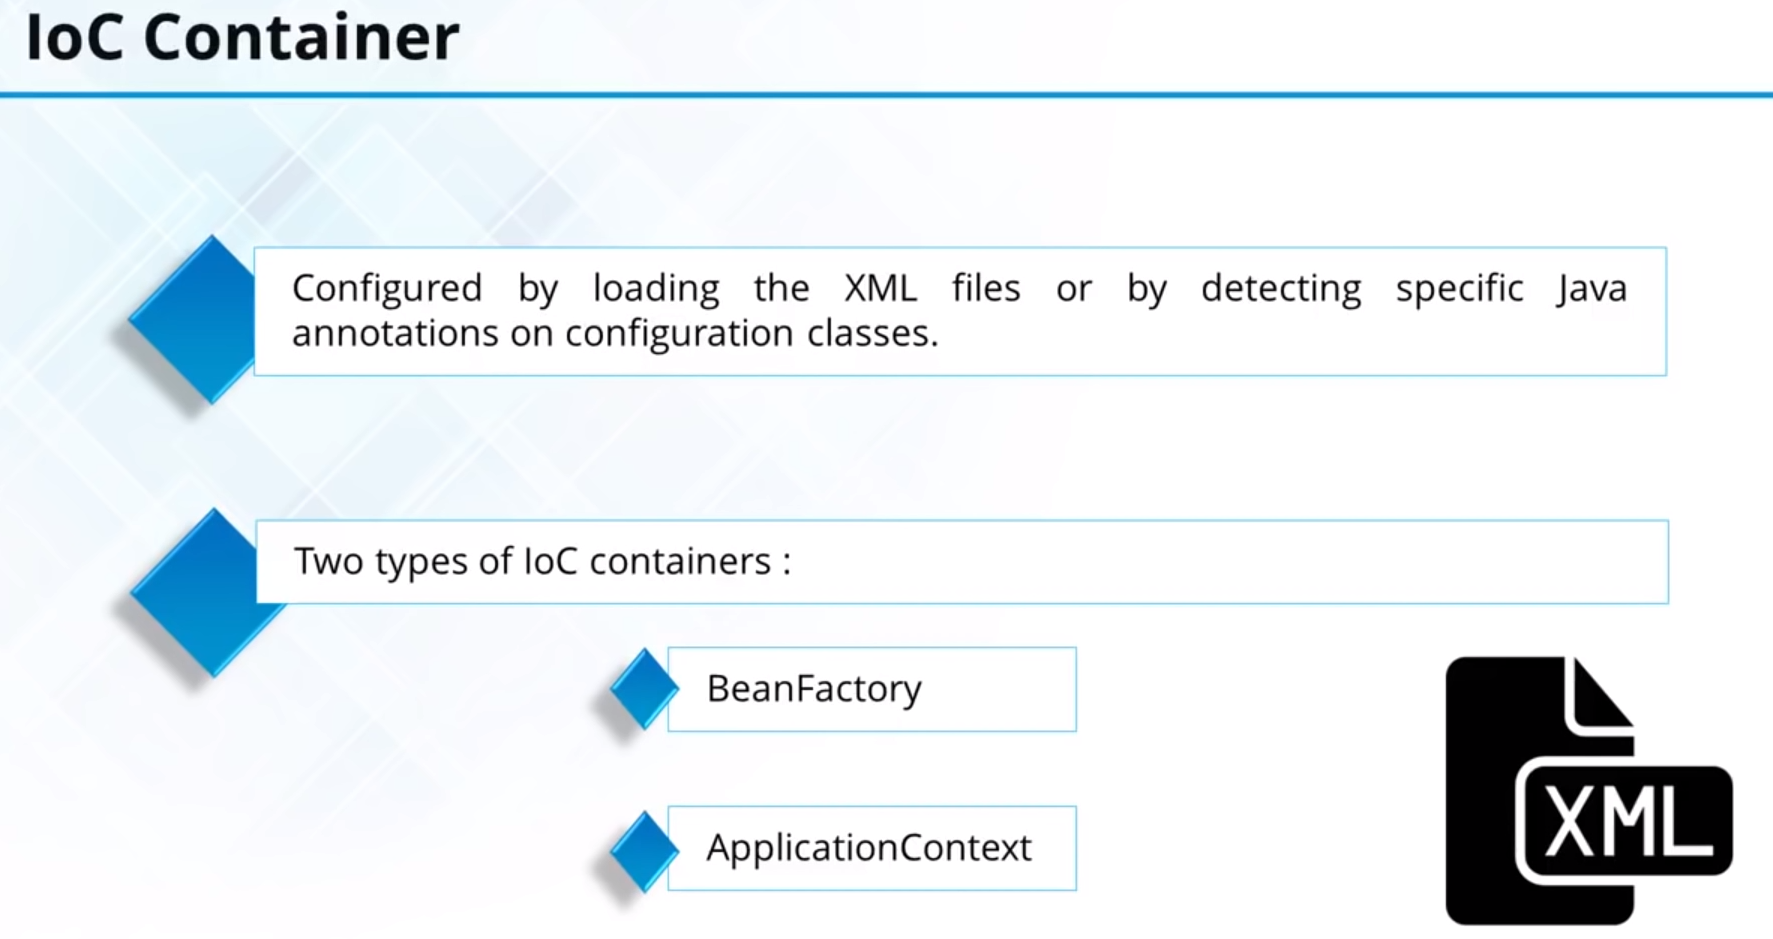 IoC Container
Configured by loading the XML files or by detecting specific Java
annotations on configuration classes.
Two types of IoC containers :
BeanFactory
ApplicationContext
XML